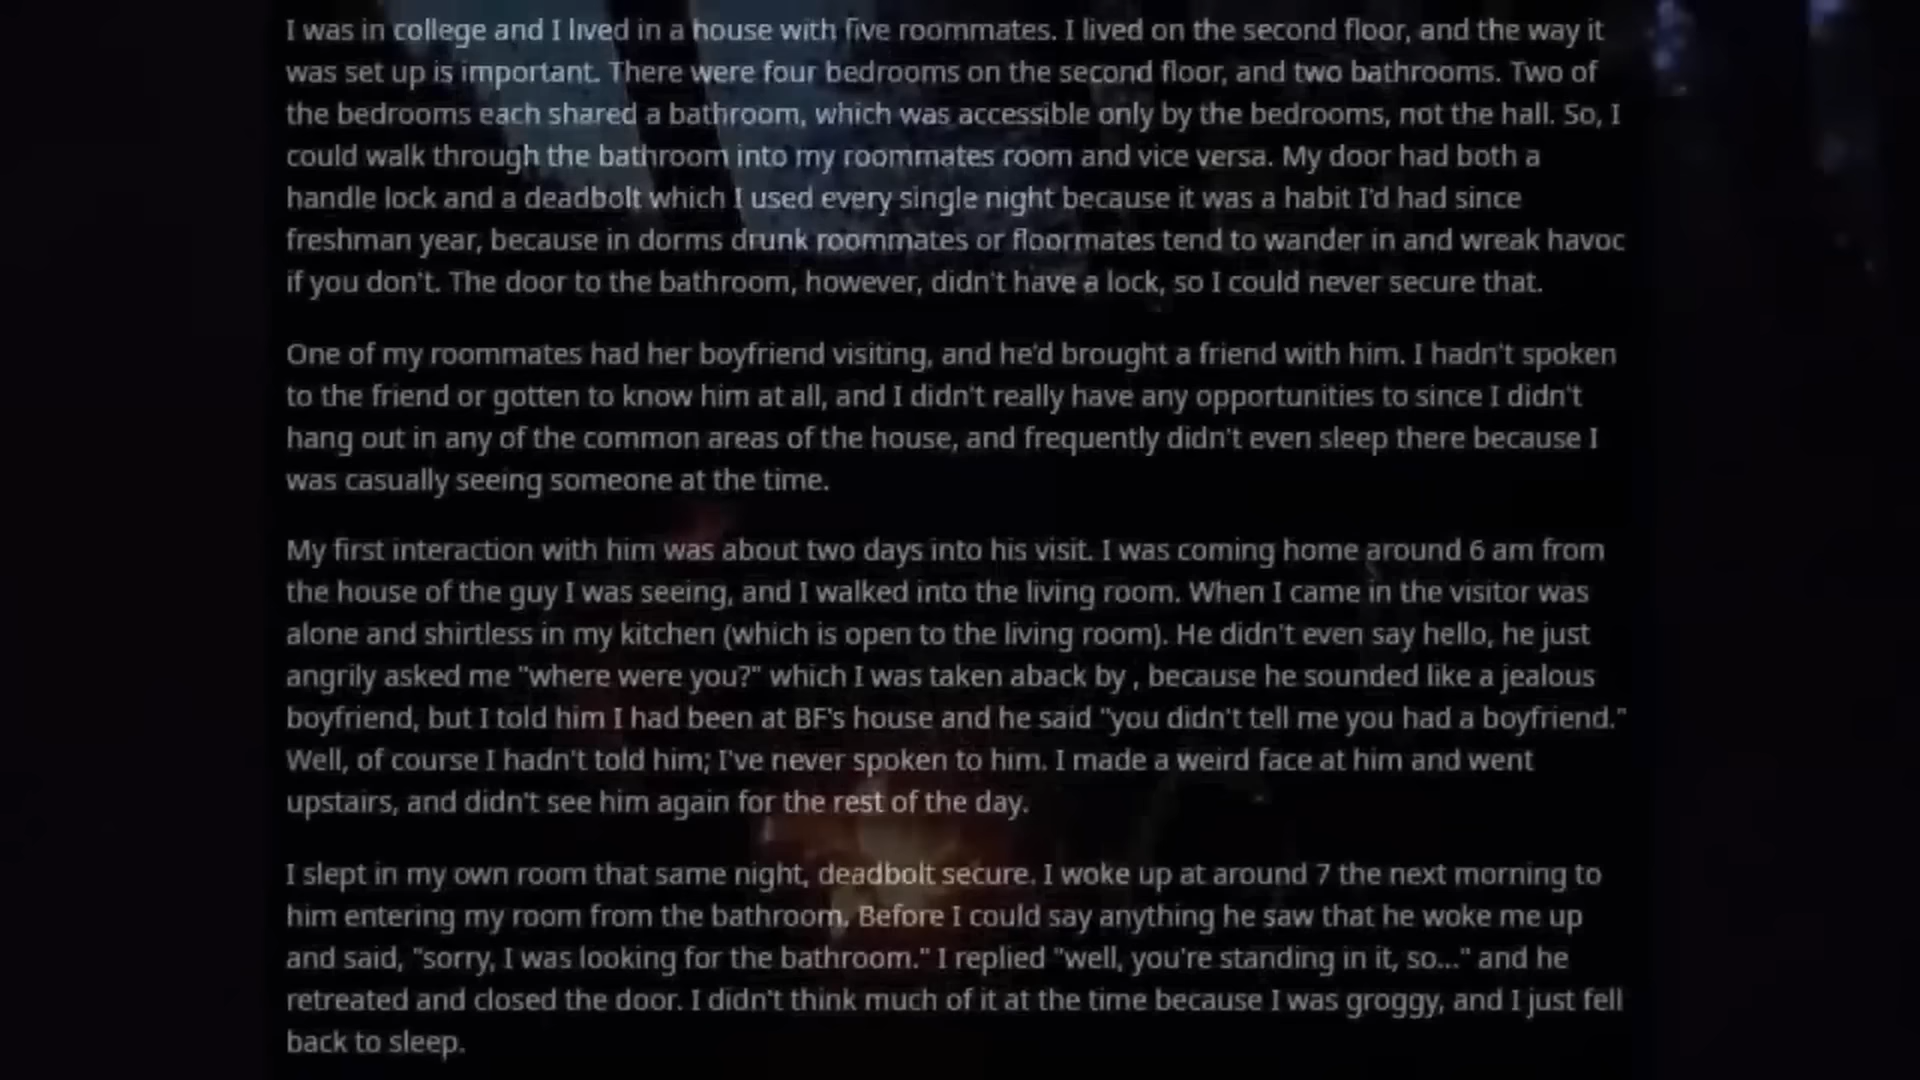 I was in college and I lived in a house with five roommates. I lived on the second floor, and the way it
was set up is important. There were four bedrooms on the second floor, and two bathrooms. Two of
the bedrooms each shared a bathroom, which was accessible only by the bedrooms, not the hall. So, I
could walk through the bathroom into my roommates room and vice versa. My door had both a
handle lock and a deadbolt which I used every single night because it was a habit I'd had since
freshman year, because in dorms drunk roommates or floormates tend to wander in and wreak havoc
if you don't. The door to the bathroom, however, didn't have a lock, so I could never secure that.
One of my roommates had her boyfriend visiting, and he'd brought a friend with him. I hadn't spoken
to the friend or gotten to know him at all, and I didn't really have any opportunities to since I didn't
hang out in any of the common areas of the house, and frequently didn't even sleep there because I
was casually seeing someone at the time.
My first interaction with him was about two days into his visit. I was coming home around 6 am from
the house of the guy I was seeing, and I walked into the living room. When I came in the visitor was
alone and shirtless in my kitchen (which is open to the living room). He didn't even say hello, he just
angrily asked me "where were you?" which I was taken aback by , because he sounded like a jealous
boyfriend, but I told him I had been at BF's house and he said "you didn't tell me you had a boyfriend."
Well, of course I hadn't told him; I've never spoken to him. I made a weird face at him and went
upstairs, and didn't see him again for the rest of the day.
I slept in my own room that same night, deadbolt secure. I woke up at around 7 the next morning to
him entering my room from the bathroom. Before I could say anything he saw that he woke me up
and said, "sorry, I was looking for the bathroom." I replied "well, you're standing in it, so..." and he
retreated and closed the door. I didn't think much of it at the time because I was groggy, and I just fell
back to sleep.